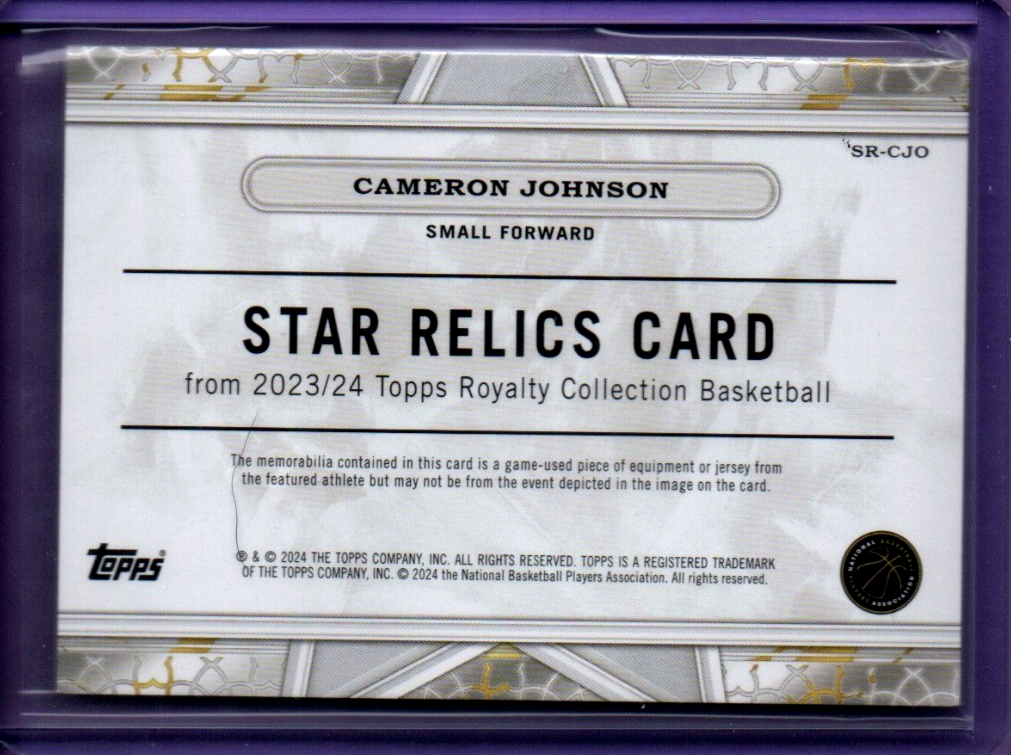 SR-CJO
CAMERON JOHNSON
SMALL FORWARD
STAR RELICS CARD
from 2023/24 Topps Royalty Collection Basketball
The memorabilia contained in this card is a game-used piece of equipment or jersey from
the featured athlete but may not be from the event depicted in the image on the card.
topps®
® & © 2024 THE TOPPS COMPANY, INC. ALL RIGHTS RESERVED. TOPPS IS A REGISTERED TRADEMARK
OF THE TOPPS COMPANY, INC. © 2024 the National Basketball Players Association. All rights reserved.
NATIONAL BASKETBALL
ASSOCIATION